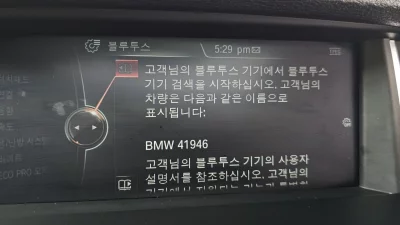 블루투스
5:29 pm
고객님의 블루투스 기기에서 블루투스
기기 검색을 시작하십시오. 고객님의
차량은 다음과 같은 이름으로
표시됩니다:
BMW 41946
고객님의 블루투스 기기의 사용자
설명서를 참조하십시오. 고객님의
ECO PRO 모